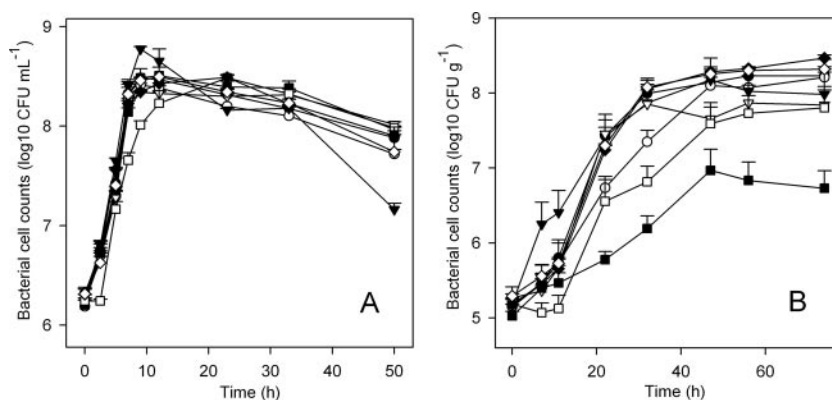 Bacterial cell counts (log10 CFU mL⁻¹)
9
8
7
6
0 10 20 30 40 50
Time (h)
A
Bacterial cell counts (log10 CFU g⁻¹)
9
8
7
6
5
0 20 40 60
Time (h)
B